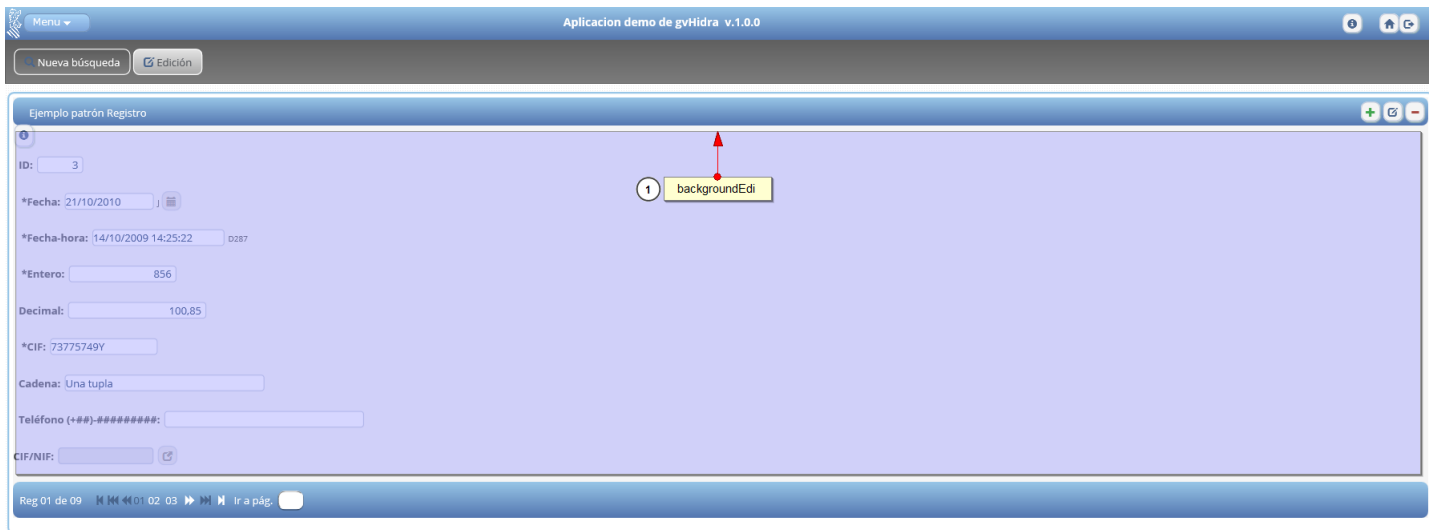 Menu
Aplicacion demo de gvHidra v.1.0.0
Nueva búsqueda
Edición
Ejemplo patrón Registro
ID: 3
*Fecha: 21/10/2010 J
*Fecha-hora: 14/10/2009 14:25:22 D287
*Entero: 856
Decimal: 100,85
*CIF: 73775749Y
Cadena: Una tupla
Teléfono (+##)-#########:
CIF/NIF:
1 backgroundEdi
Reg 01 de 09 01 02 03 Ir a pág.